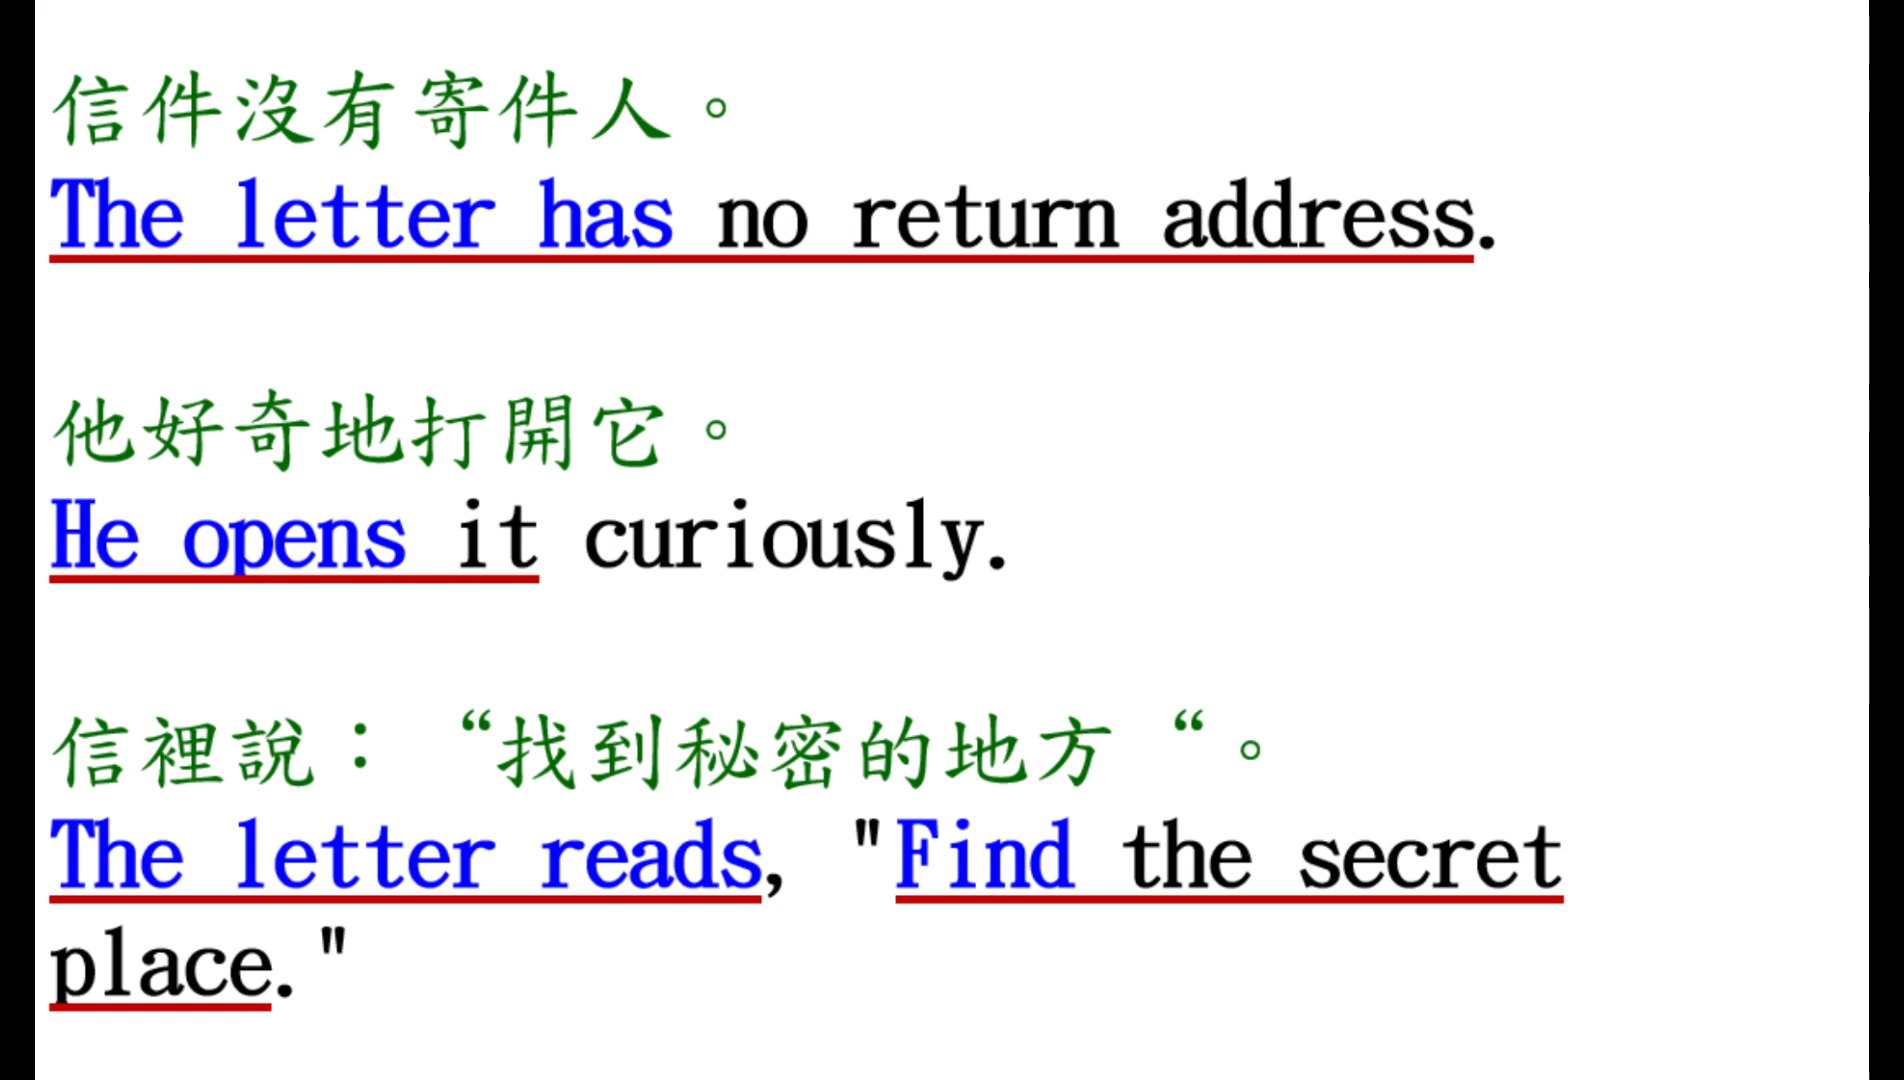 信件沒有寄件人。
The letter has no return address.
他好奇地打開它。
He opens it curiously.
信裡說：“找到秘密的地方“。
The letter reads, "Find the secret
place."